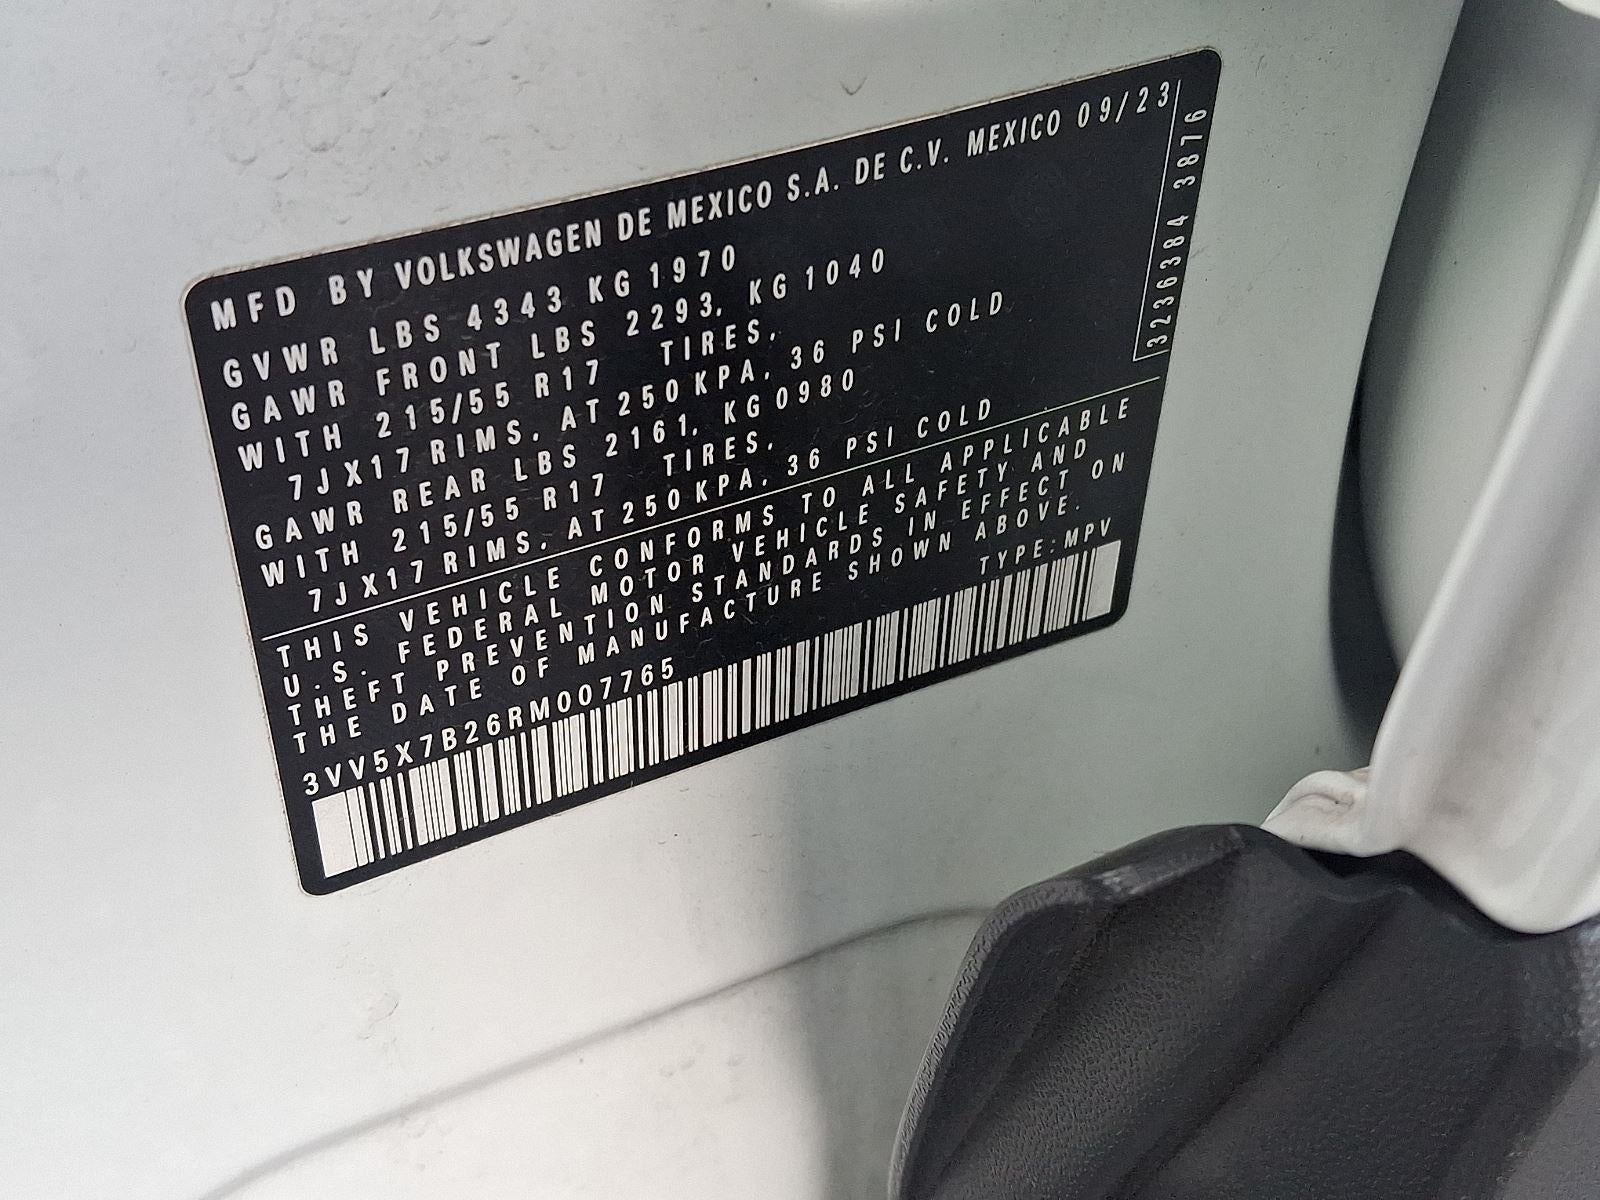 MFD BY VOLKSWAGEN DE MEXICO S.A. DE C.V. MEXICO 09/23
GVWR LBS 4343 KG 1970
GAWR FRONT LBS 2293, KG 1040
WITH 215/55 R17 TIRES,
7JX17 RIMS, AT 250 KPA, 36 PSI COLD
GAWR REAR LBS 2161, KG 0980
WITH 215/55 R17 TIRES,
7JX17 RIMS, AT 250 KPA, 36 PSI COLD
THIS VEHICLE CONFORMS TO ALL APPLICABLE
U.S. FEDERAL MOTOR VEHICLE SAFETY AND
THEFT PREVENTION STANDARDS IN EFFECT ON
THE DATE OF MANUFACTURE SHOWN ABOVE.
3VV5X7B26RM007765 TYPE:MPV
3236384 3876